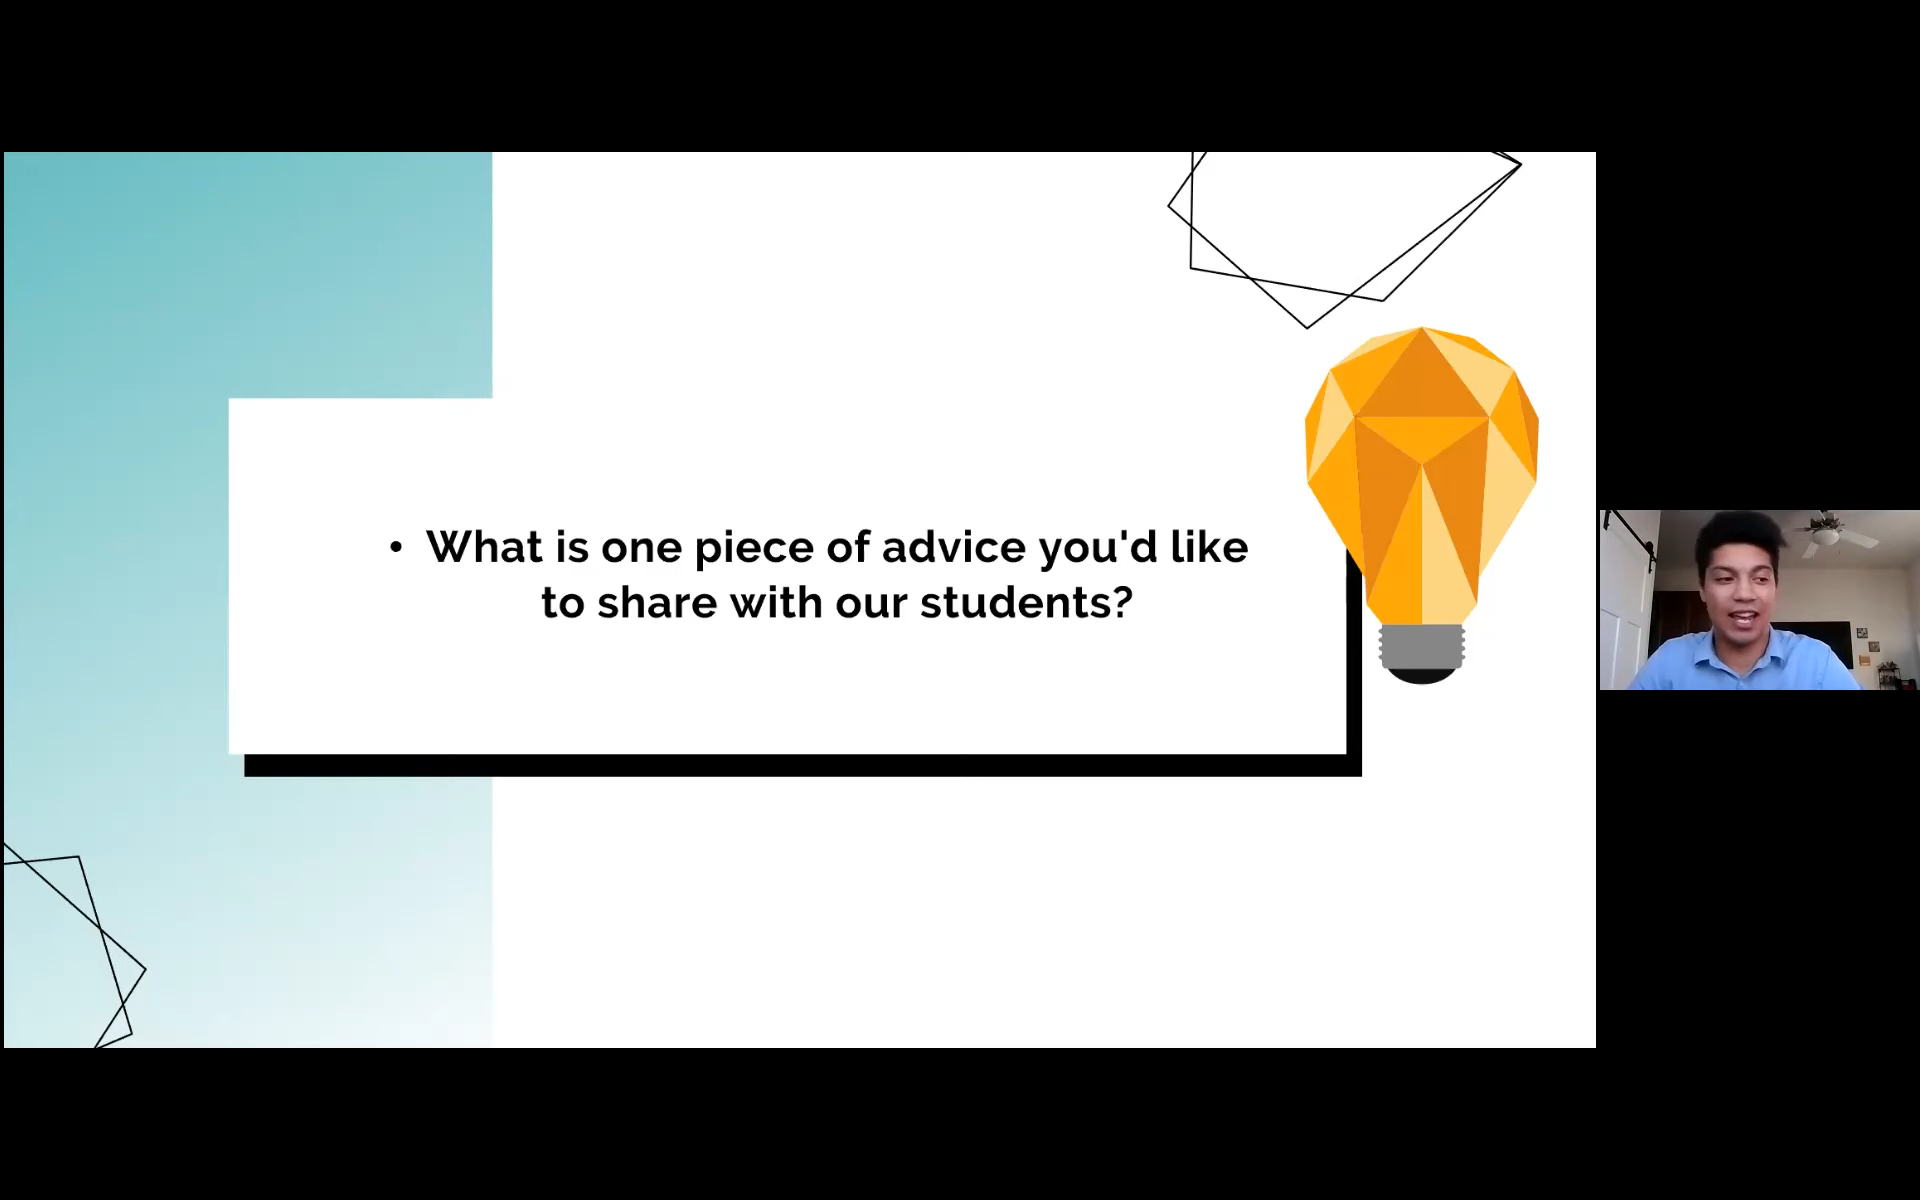 • What is one piece of advice you'd like
to share with our students?